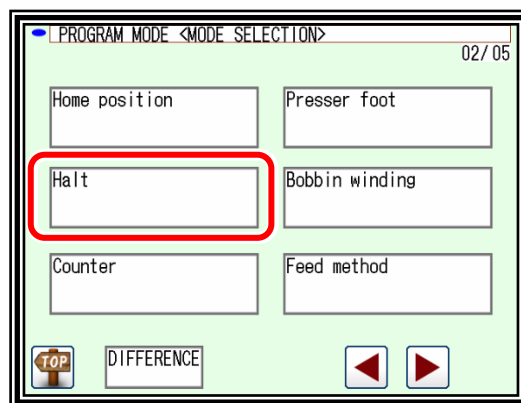 PROGRAM MODE <MODE SELECTION>
02/05
Home position
Presser foot
Halt
Bobbin winding
Counter
Feed method
TOP
DIFFERENCE